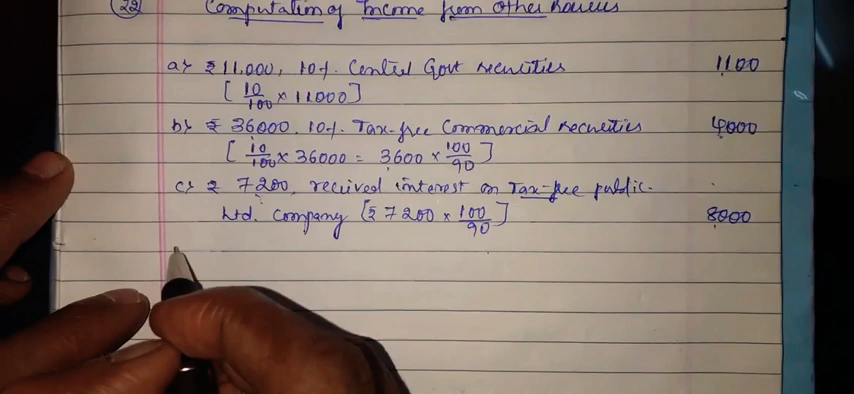 22 Computation of Income from Other Sources
a) ₹ 11,000, 10%. Central Govt securities 1100
[ 10/100 × 11000 ]
b) ₹ 36000. 10%. Tax-free Commercial securities 4000
[ 10/100 × 36000 = 3600 × 100/90 ]
c) ₹ 7200, received interest on Tax-free public.
Ltd. Company [ ₹ 7200 × 100/90 ] 8000